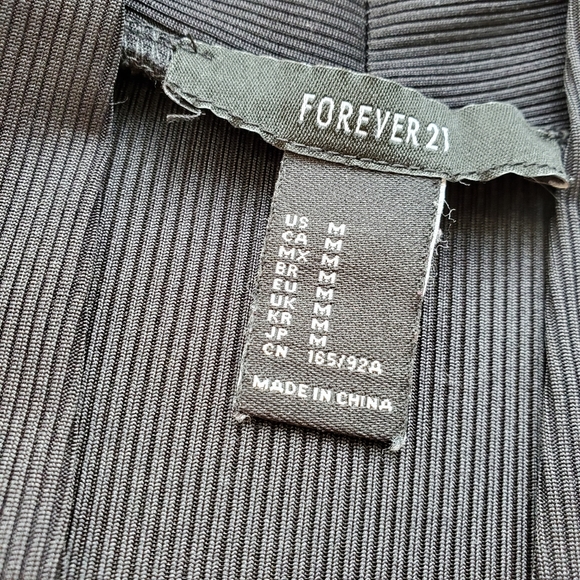 FOREVER 21
US M
CA M
MX M
BR M
EU M
UK M
KR M
JP M
CN 165/92A
MADE IN CHINA